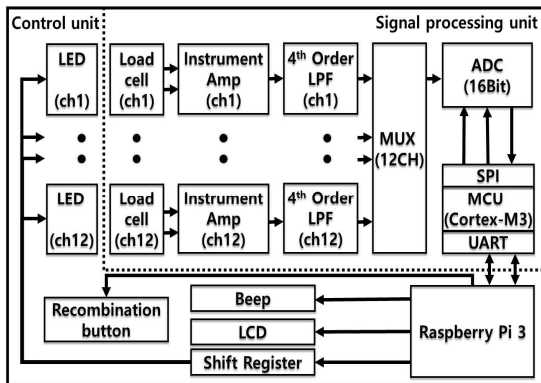 Control unit
Signal processing unit
LED
(ch1)
Load
cell
(ch1)
Instrument
Amp
(ch1)
4th Order
LPF
(ch1)
MUX
(12CH)
ADC
(16Bit)
LED
(ch12)
Load
cell
(ch12)
Instrument
Amp
(ch12)
4th Order
LPF
(ch12)
SPI
MCU
(Cortex-M3)
UART
Recombination
button
Beep
LCD
Shift Register
Raspberry Pi 3